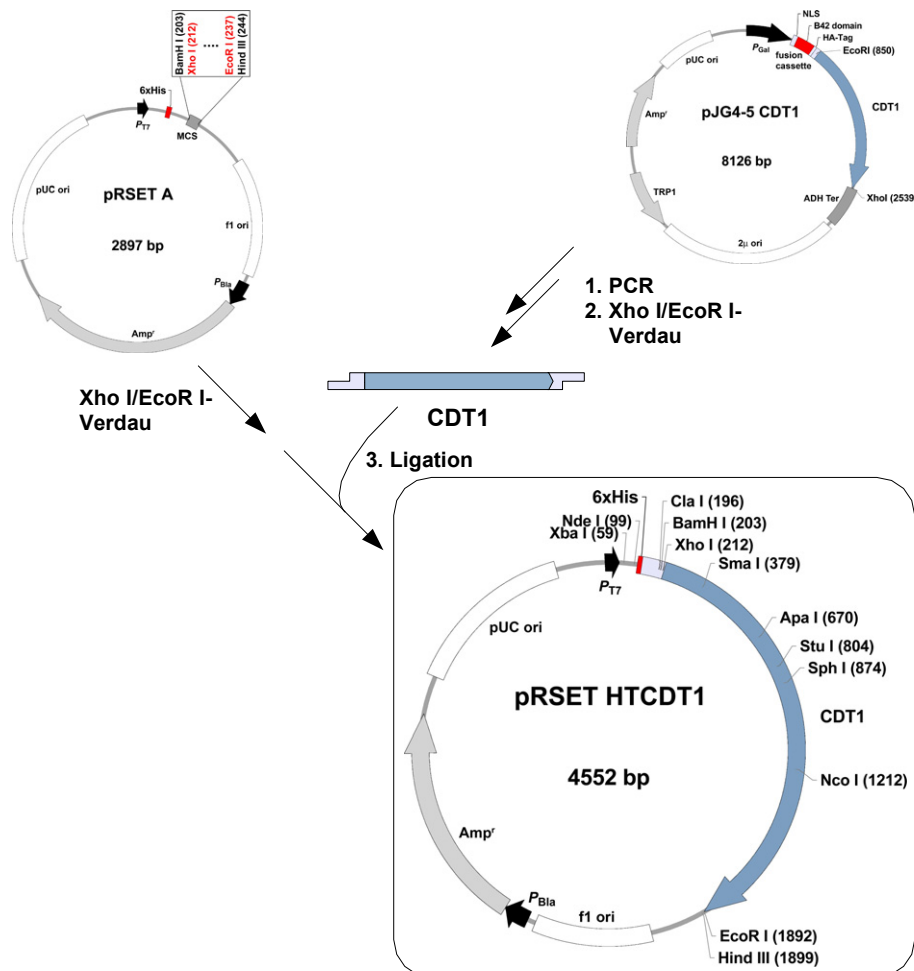 BamH I (203)
Xho I (212)
....
EcoR I (237)
Hind III (244)
6xHis
PT7
MCS
pUC ori
pRSET A
2897 bp
f1 ori
PBla
Ampr
NLS
B42 domain
HA-Tag
EcoRI (850)
PGal
fusion
cassette
pUC ori
CDT1
Ampr
pJG4-5 CDT1
8126 bp
TRP1
ADH Ter
XhoI (2539
2µ ori
1. PCR
2. Xho I/EcoR I-
Verdau
Xho I/EcoR I-
Verdau
CDT1
3. Ligation
6xHis
Cla I (196)
Nde I (99)
BamH I (203)
Xba I (59)
Xho I (212)
Sma I (379)
PT7
Apa I (670)
pUC ori
Stu I (804)
Sph I (874)
pRSET HTCDT1
CDT1
4552 bp
Nco I (1212)
Ampr
PBla
f1 ori
EcoR I (1892)
Hind III (1899)